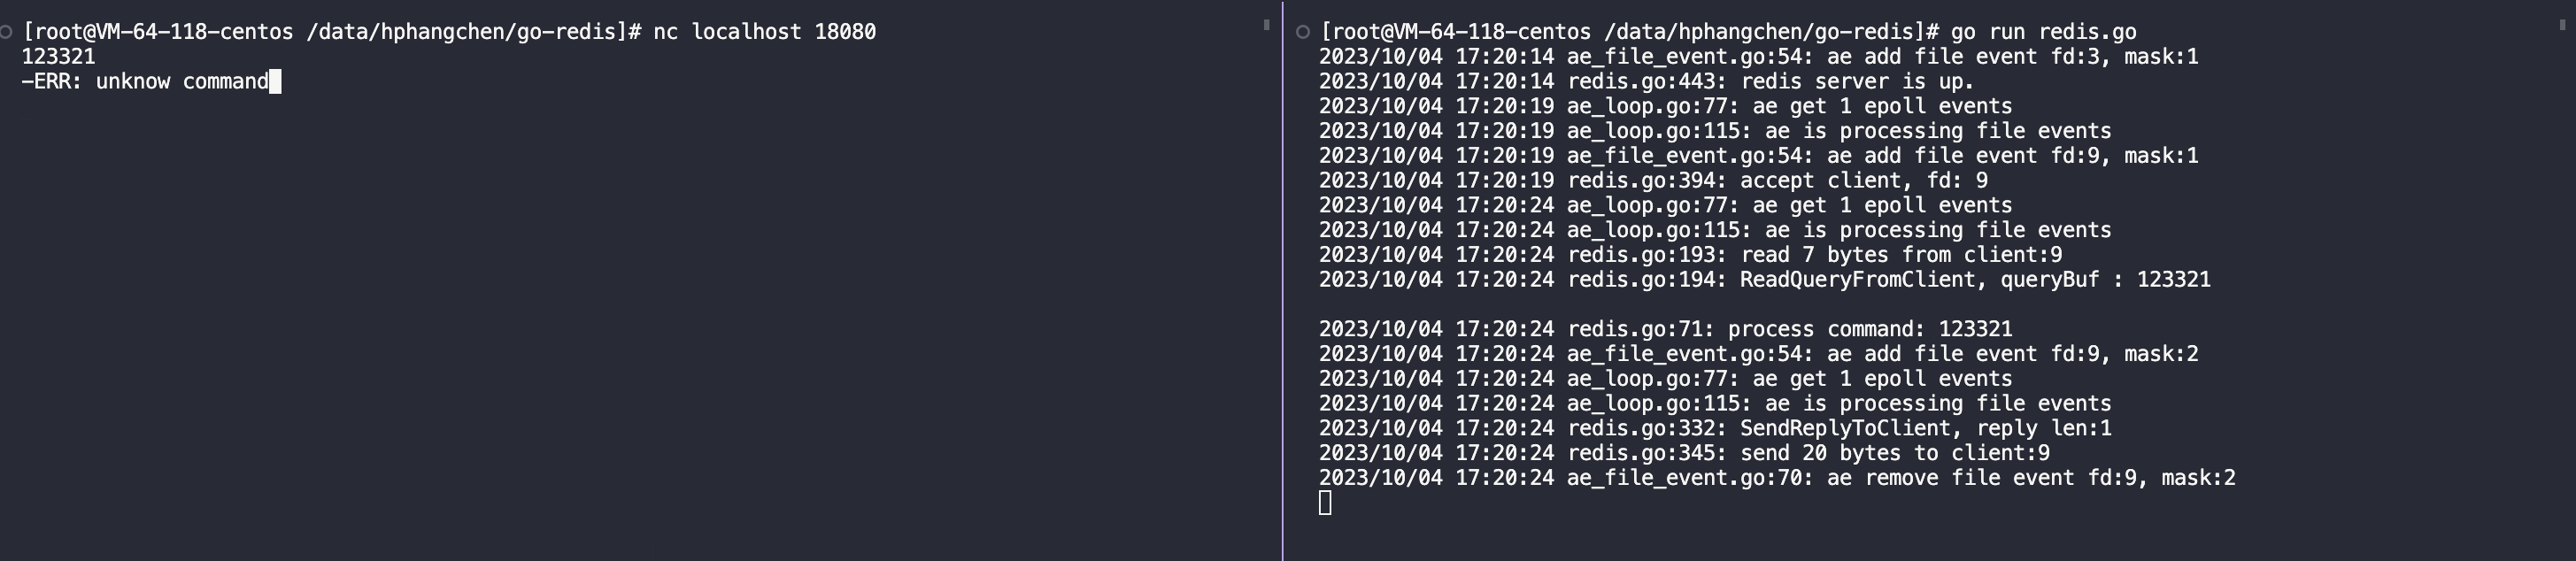 [root@VM-64-118-centos /data/hphangchen/go-redis]# nc localhost 18080
123321
-ERR: unknow command
[root@VM-64-118-centos /data/hphangchen/go-redis]# go run redis.go
2023/10/04 17:20:14 ae_file_event.go:54: ae add file event fd:3, mask:1
2023/10/04 17:20:14 redis.go:443: redis server is up.
2023/10/04 17:20:19 ae_loop.go:77: ae get 1 epoll events
2023/10/04 17:20:19 ae_loop.go:115: ae is processing file events
2023/10/04 17:20:19 ae_file_event.go:54: ae add file event fd:9, mask:1
2023/10/04 17:20:19 redis.go:394: accept client, fd: 9
2023/10/04 17:20:24 ae_loop.go:77: ae get 1 epoll events
2023/10/04 17:20:24 ae_loop.go:115: ae is processing file events
2023/10/04 17:20:24 redis.go:193: read 7 bytes from client:9
2023/10/04 17:20:24 redis.go:194: ReadQueryFromClient, queryBuf : 123321
2023/10/04 17:20:24 redis.go:71: process command: 123321
2023/10/04 17:20:24 ae_file_event.go:54: ae add file event fd:9, mask:2
2023/10/04 17:20:24 ae_loop.go:77: ae get 1 epoll events
2023/10/04 17:20:24 ae_loop.go:115: ae is processing file events
2023/10/04 17:20:24 redis.go:332: SendReplyToClient, reply len:1
2023/10/04 17:20:24 redis.go:345: send 20 bytes to client:9
2023/10/04 17:20:24 ae_file_event.go:70: ae remove file event fd:9, mask:2